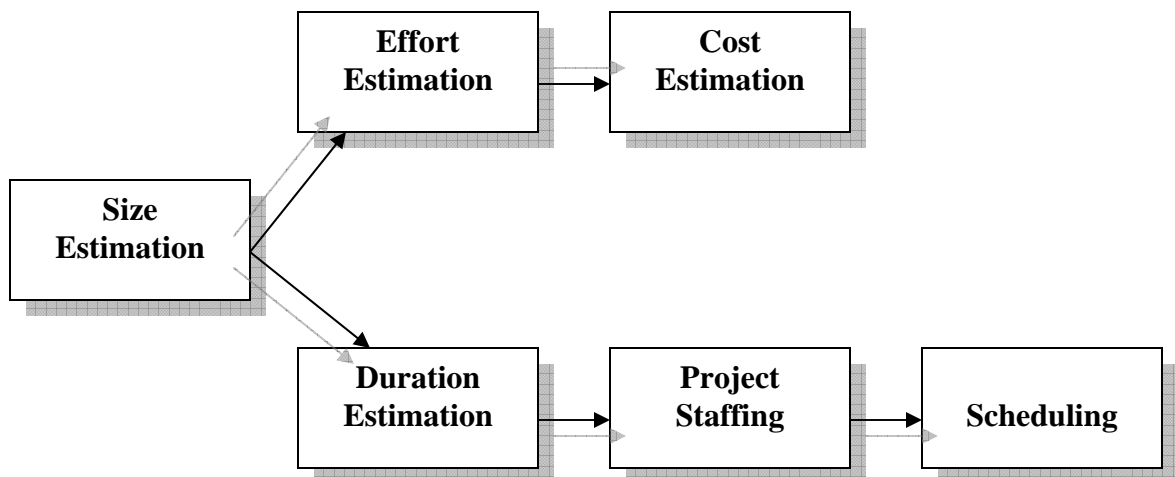 Effort
Estimation
Cost
Estimation
Size
Estimation
Duration
Estimation
Project
Staffing
Scheduling